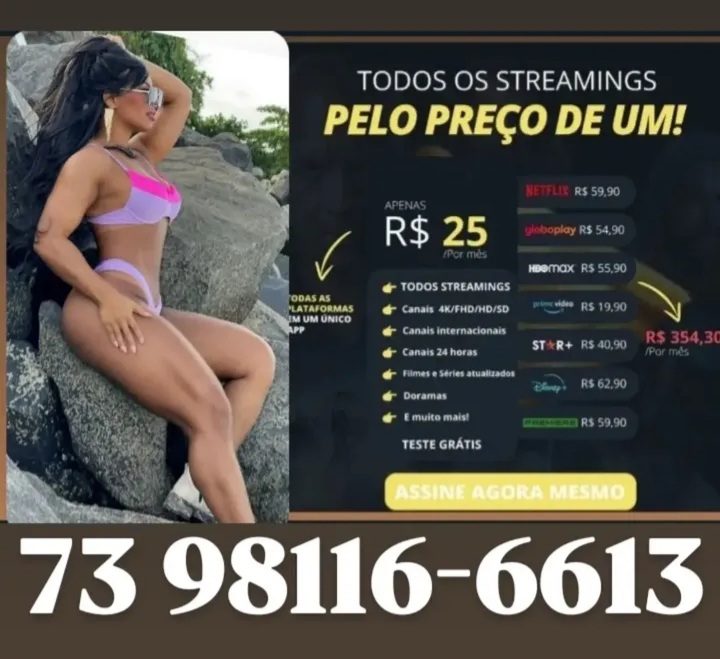 TODOS OS STREAMINGS
PELO PREÇO DE UM!
APENAS
R$ 25
/Por mês
TODAS AS
PLATAFORMAS
EM UM ÚNICO
APP
TODOS STREAMINGS
Canais 4K/FHD/HD/SD
Canais internacionais
Canais 24 horas
Filmes e Séries atualizados
Doramas
E muito mais!
TESTE GRÁTIS
NETFLIX R$ 59,90
globoplay R$ 54,90
HBOmax R$ 55,90
prime video R$ 19,90
ST★R+ R$ 40,90
Disney+ R$ 62,90
PREMIERE R$ 59,90
R$ 354,30
/Por mês
ASSINE AGORA MESMO
73 98116-6613